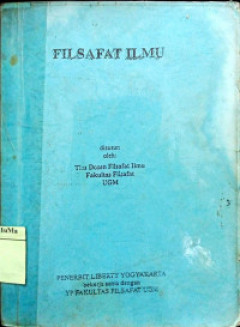 FILSAFAT ILMU
disusun
oleh:
Tim Dosen Filsafat Ilmu
Fakultas Filsafat
UGM
PENERBIT LIBERTY YOGYAKARTA
bekerja sama dengan
YP FAKULTAS FILSAFAT UGM